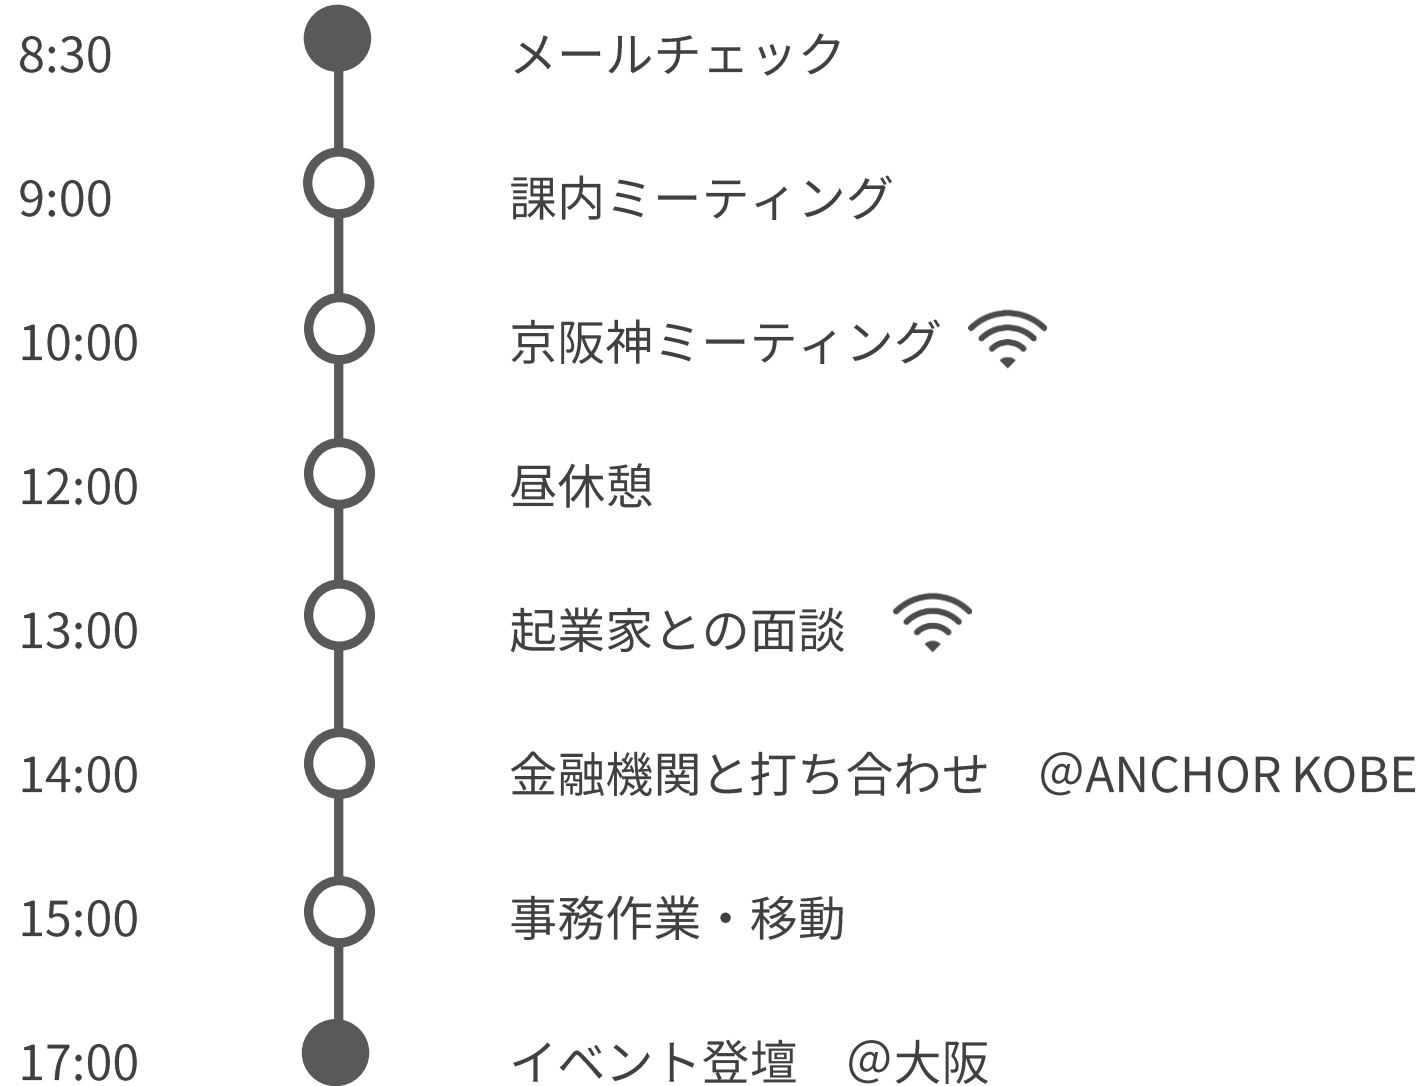 8:30 メールチェック
9:00 課内ミーティング
10:00 京阪神ミーティング
12:00 昼休憩
13:00 起業家との面談
14:00 金融機関と打ち合わせ　@ANCHOR KOBE
15:00 事務作業・移動
17:00 イベント登壇　@大阪